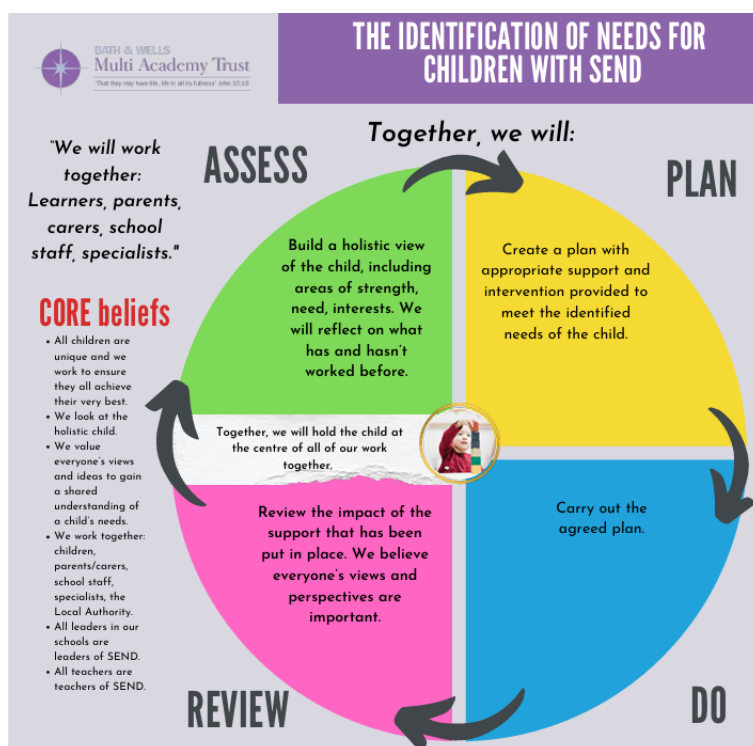 BATH & WELLS
Multi Academy Trust
"That they may have life, life in all its fullness" John 10:10
THE IDENTIFICATION OF NEEDS FOR
CHILDREN WITH SEND
"We will work
together:
Learners, parents,
carers, school
staff, specialists."
CORE beliefs
• All children are
unique and we
work to ensure
they all achieve
their very best.
• We look at the
holistic child.
• We value
everyone's views
and ideas to gain
a shared
understanding of
a child's needs.
• We work together:
children,
parents/carers,
school staff,
specialists, the
Local Authority.
• All leaders in our
schools are
leaders of SEND.
• All teachers are
teachers of SEND.
Together, we will:
ASSESS
Build a holistic view
of the child, including
areas of strength,
need, interests. We
will reflect on what
has and hasn't
worked before.
PLAN
Create a plan with
appropriate support and
intervention provided to
meet the identified
needs of the child.
Together, we will hold the child at
the centre of all of our work
together.
Carry out the
agreed plan.
DO
Review the impact of the
support that has been
put in place. We believe
everyone's views and
perspectives are
important.
REVIEW